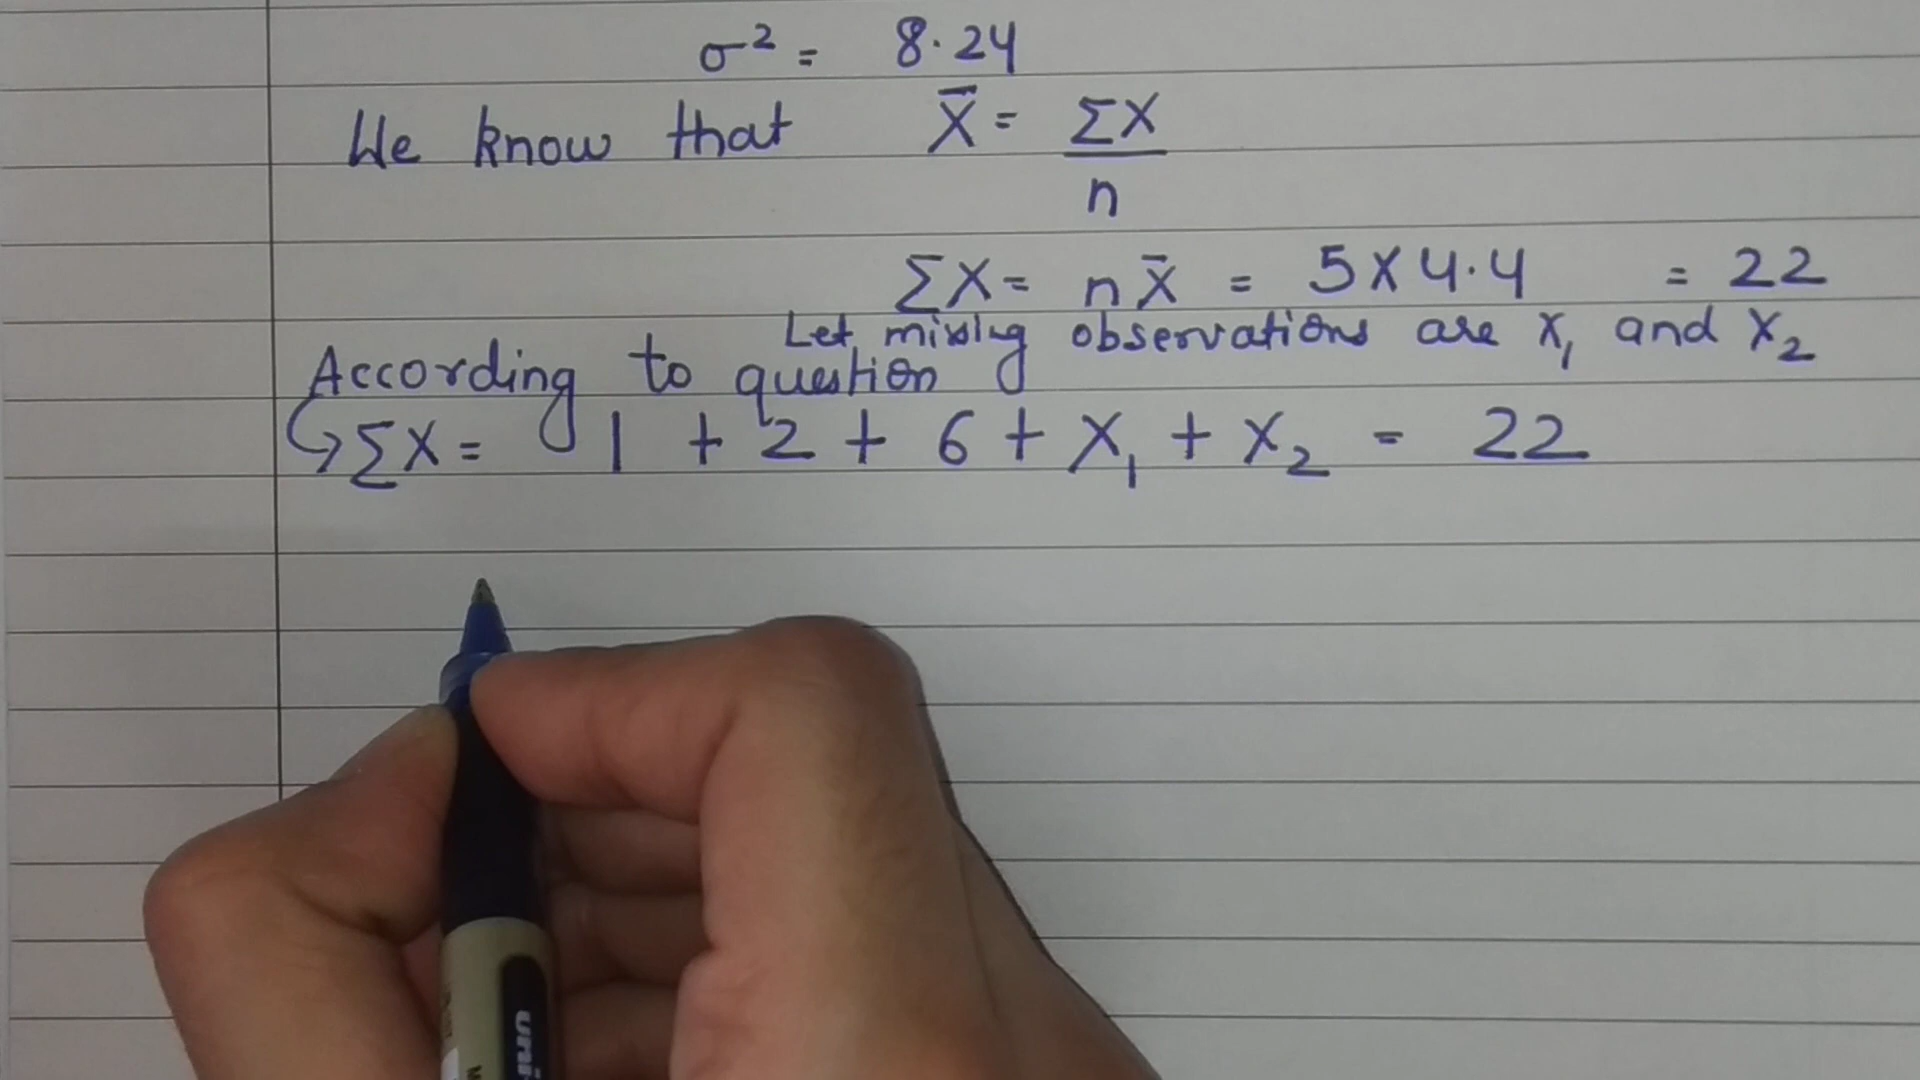 σ² = 8.24
We know that X̄ = ΣX
n
ΣX = nX̄ = 5×4.4 = 22
Let missing observations are X₁ and X₂
According to question
ΣX = 1 + 2 + 6 + X₁ + X₂ = 22
uni